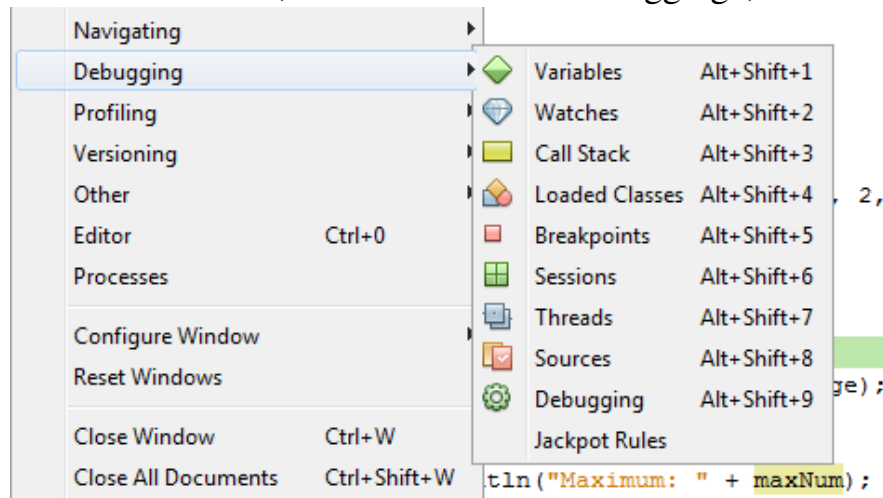 Navigating
Debugging
Profiling
Versioning
Other
Editor Ctrl+0
Processes
Configure Window
Reset Windows
Close Window Ctrl+W
Close All Documents Ctrl+Shift+W
Variables Alt+Shift+1
Watches Alt+Shift+2
Call Stack Alt+Shift+3
Loaded Classes Alt+Shift+4
Breakpoints Alt+Shift+5
Sessions Alt+Shift+6
Threads Alt+Shift+7
Sources Alt+Shift+8
Debugging Alt+Shift+9
Jackpot Rules
, 2,
ge);
tln("Maximum: " + maxNum);